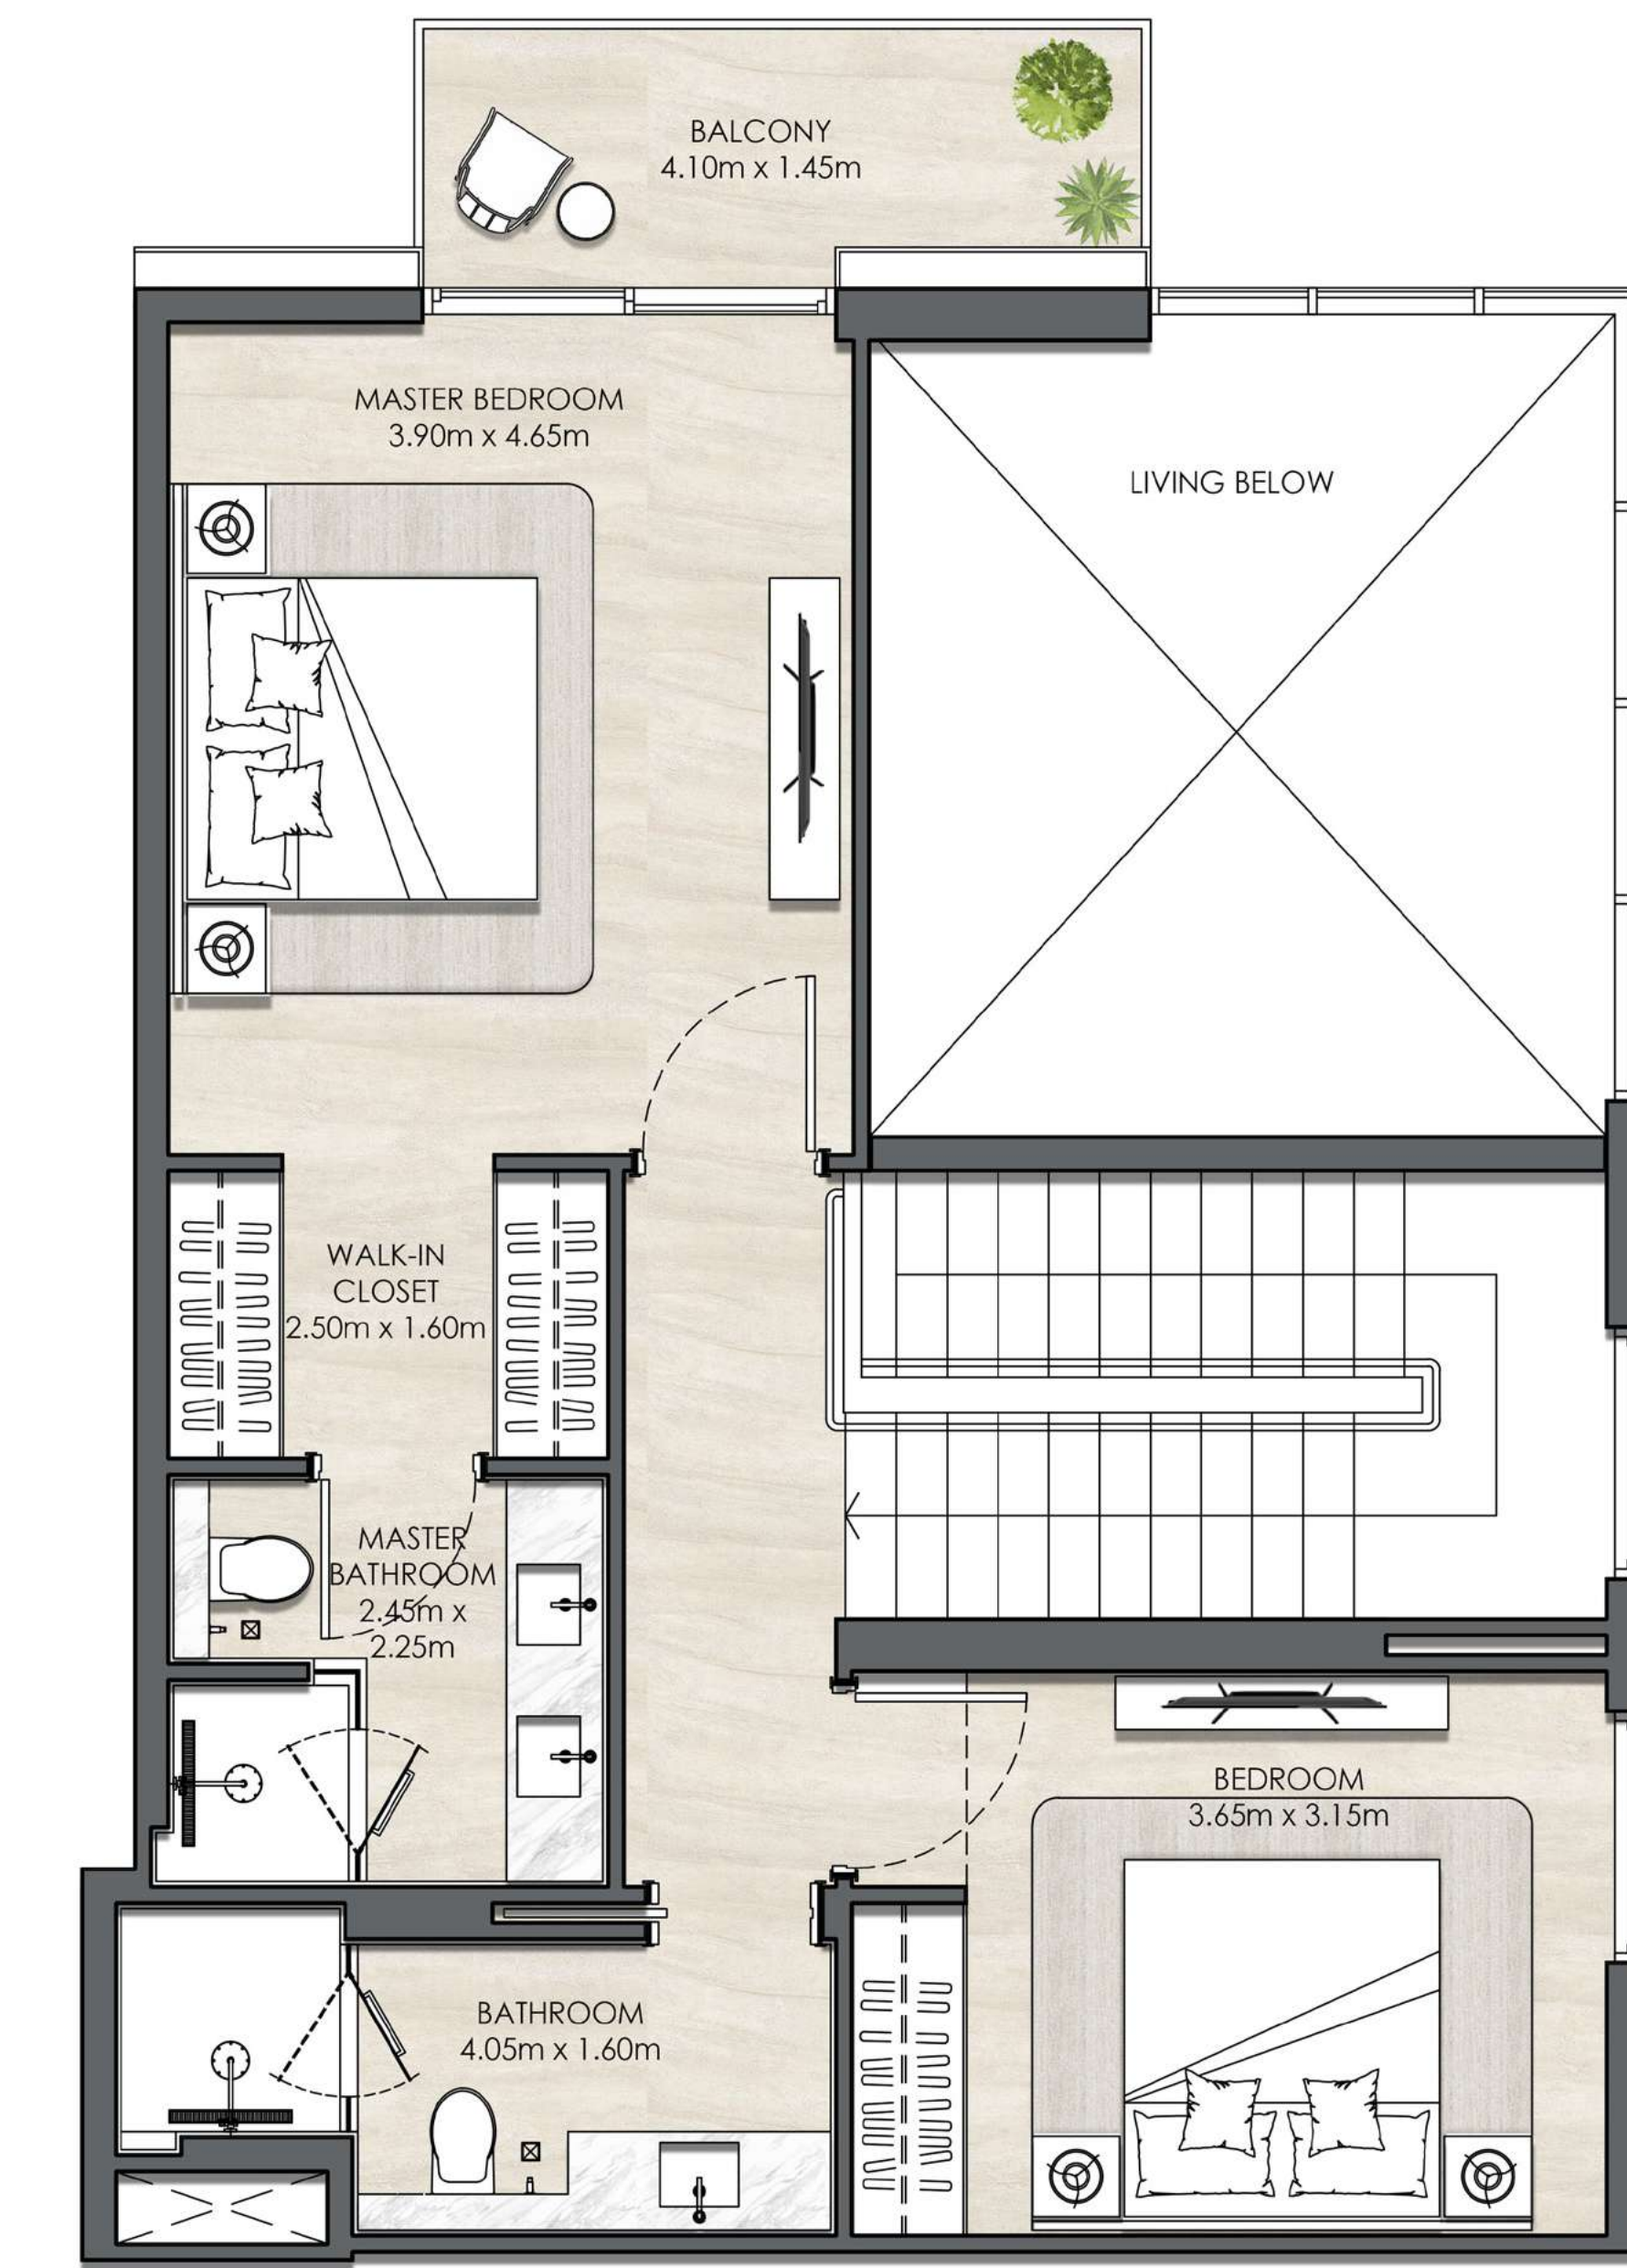 BALCONY
4.10m x 1.45m
MASTER BEDROOM
3.90m x 4.65m
LIVING BELOW
WALK-IN
CLOSET
2.50m x 1.60m
MASTER
BATHROOM
2.45m x
2.25m
BEDROOM
3.65m x 3.15m
BATHROOM
4.05m x 1.60m